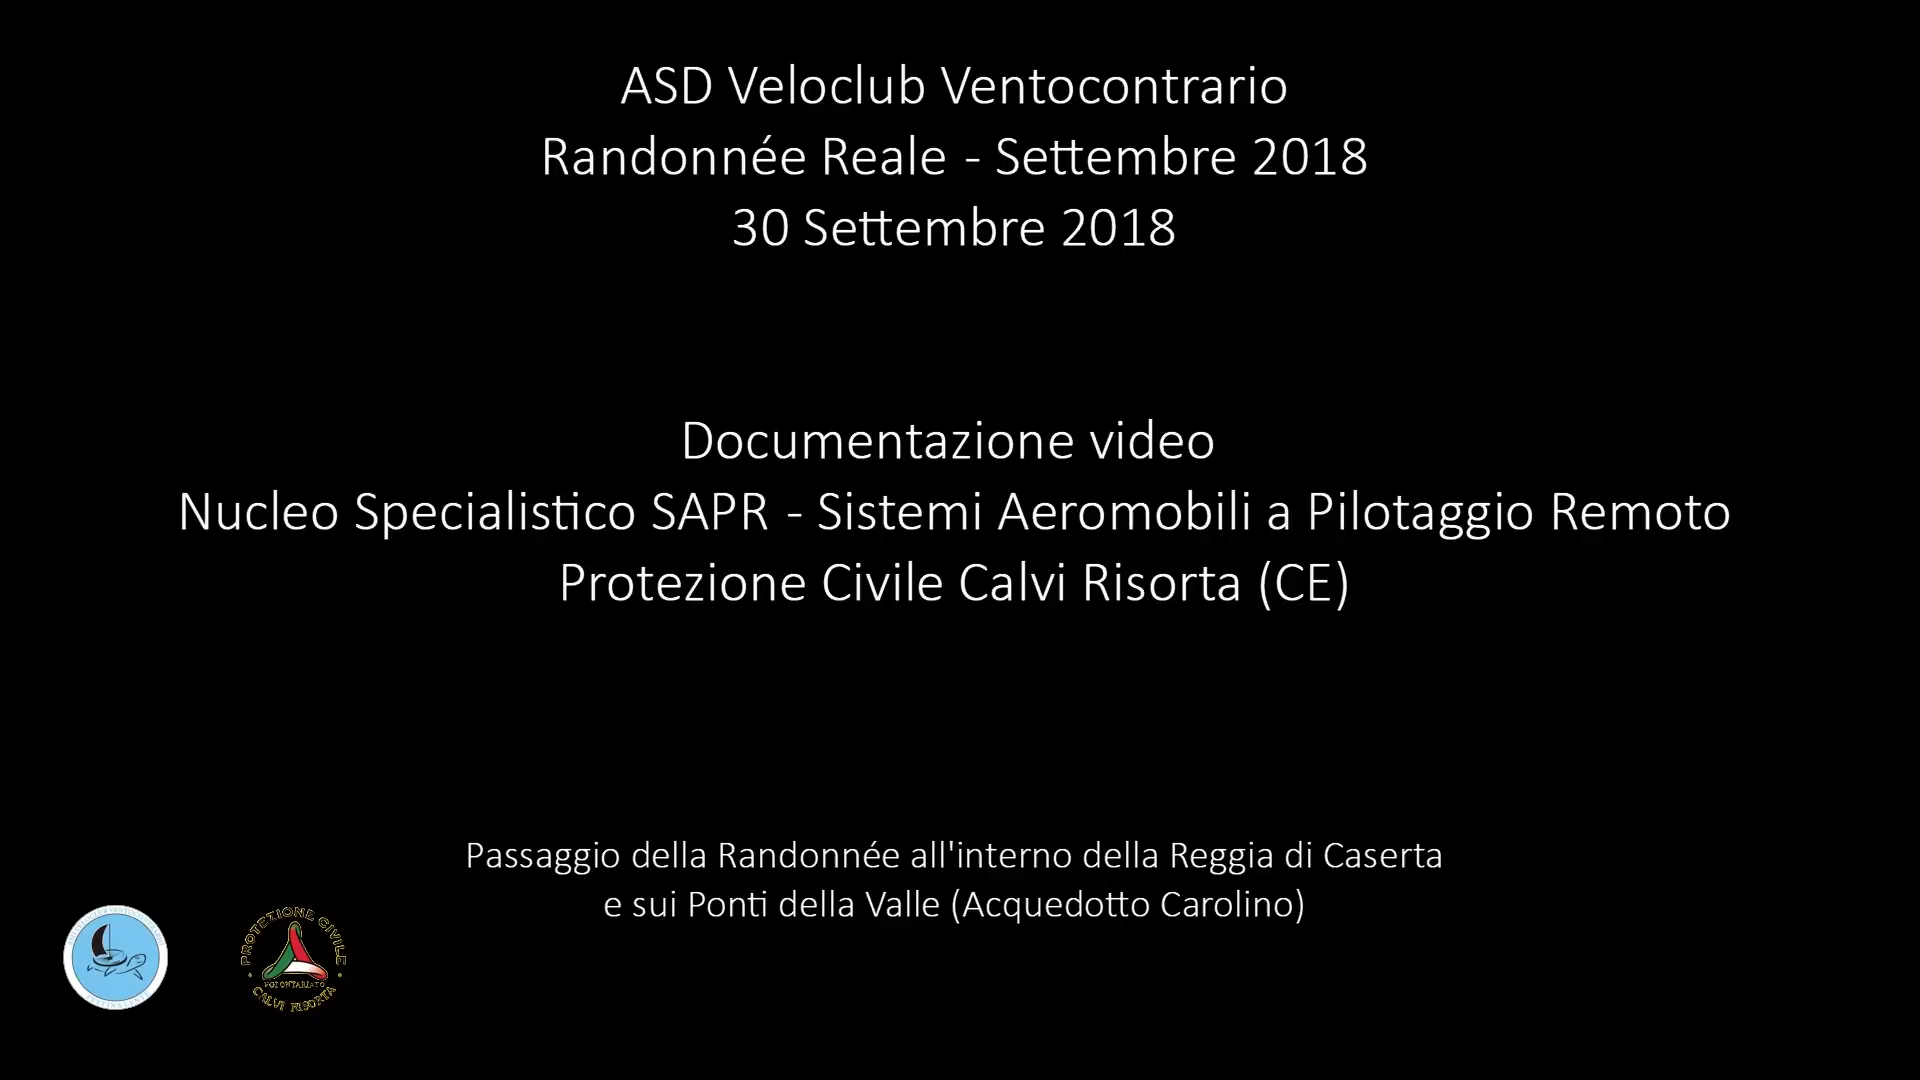 ASD Veloclub Ventocontrario
Randonnée Reale - Settembre 2018
30 Settembre 2018
Documentazione video
Nucleo Specialistico SAPR - Sistemi Aeromobili a Pilotaggio Remoto
Protezione Civile Calvi Risorta (CE)
Passaggio della Randonnée all'interno della Reggia di Caserta
e sui Ponti della Valle (Acquedotto Carolino)
PROTEZIONE CIVILE
VOLONTARIATO
CALVI RISORTA